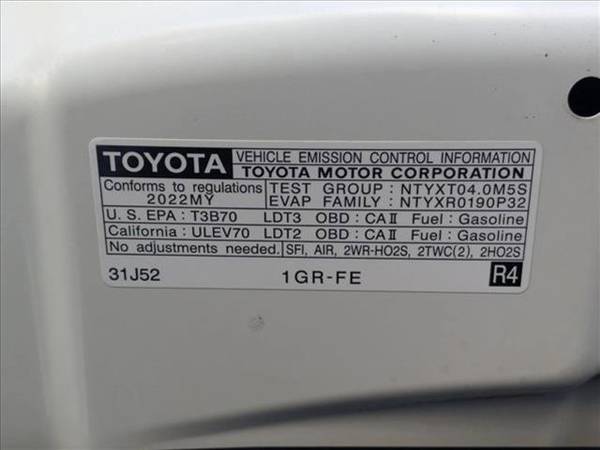 TOYOTA VEHICLE EMISSION CONTROL INFORMATION
TOYOTA MOTOR CORPORATION
Conforms to regulations TEST GROUP : NTYXT04.0M5S
2022MY EVAP FAMILY : NTYXR0190P32
U. S. EPA : T3B70 LDT3 OBD : CAⅡ Fuel : Gasoline
California : ULEV70 LDT2 OBD : CAⅡ Fuel : Gasoline
No adjustments needed. SFI, AIR, 2WR-HO2S, 2TWC(2), 2HO2S
31J52 1GR-FE R4